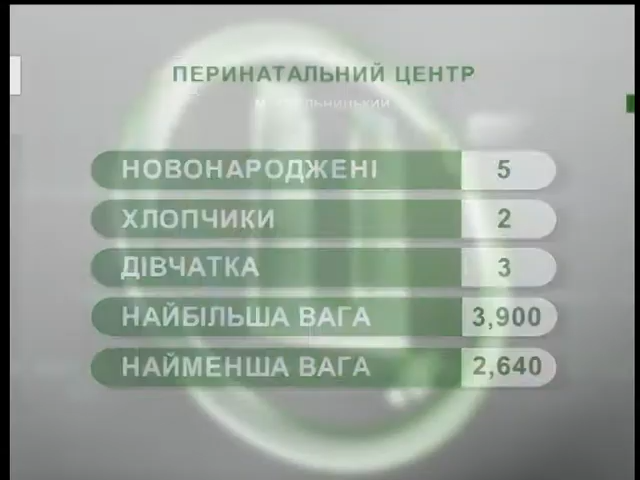 ПЕРИНАТАЛЬНИЙ ЦЕНТР
НОВОНАРОДЖЕНІ 5
ХЛОПЧИКИ 2
ДІВЧАТКА 3
НАЙБІЛЬША ВАГА 3,900
НАЙМЕНША ВАГА 2,640